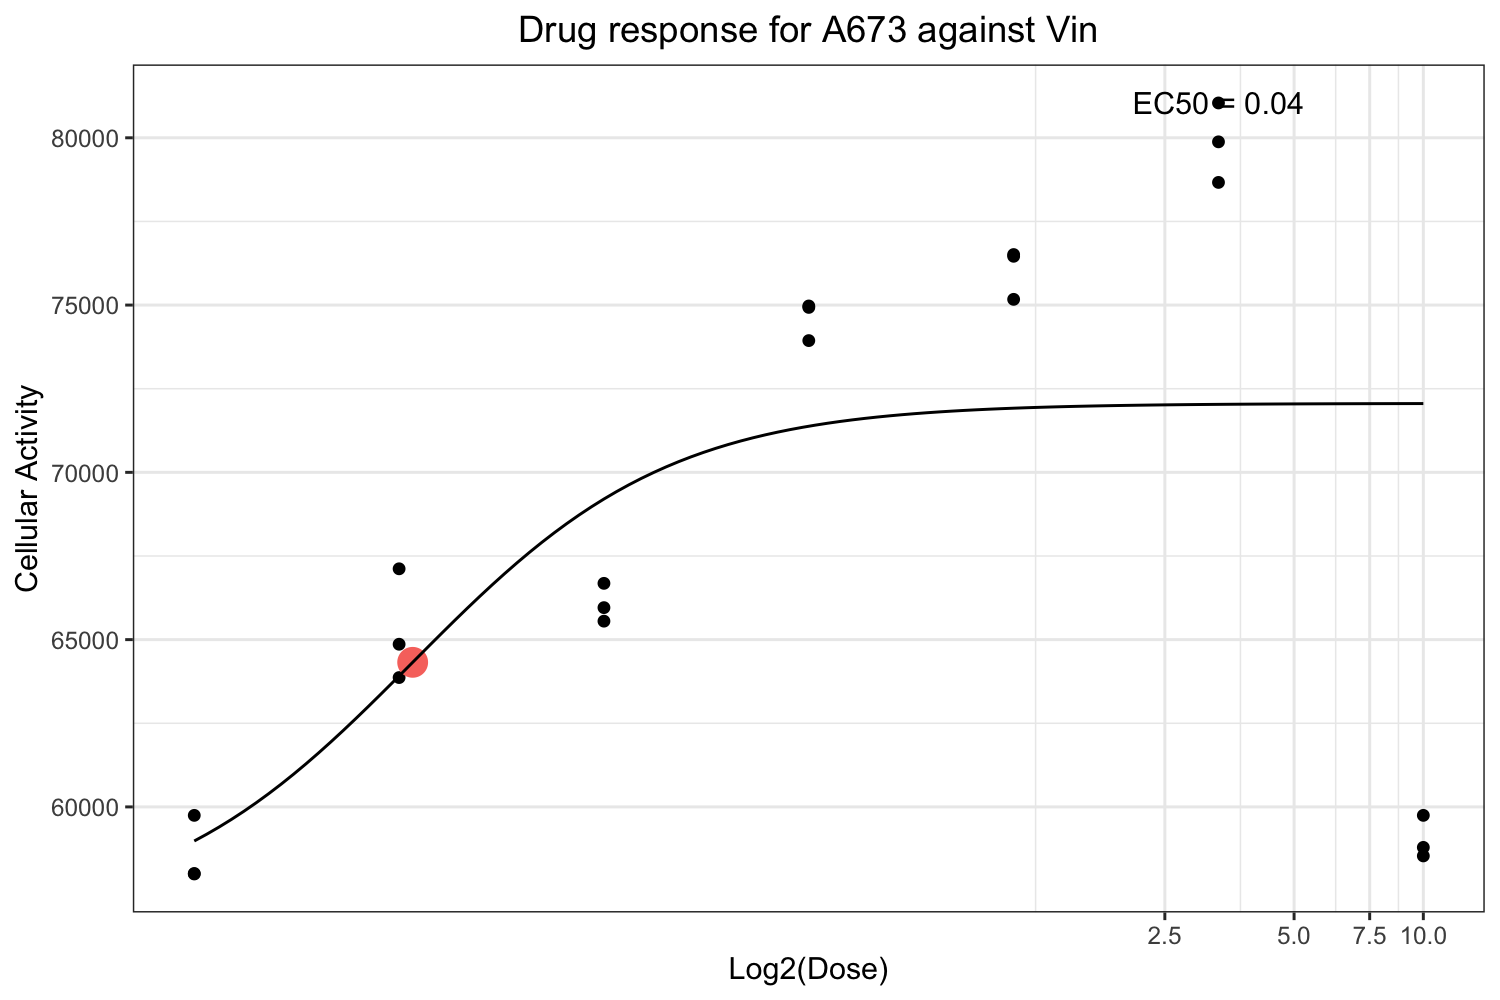 Drug response for A673 against Vin
EC50 = 0.04
80000
75000
70000
65000
60000
Cellular Activity
2.5 5.0 7.5 10.0
Log2(Dose)